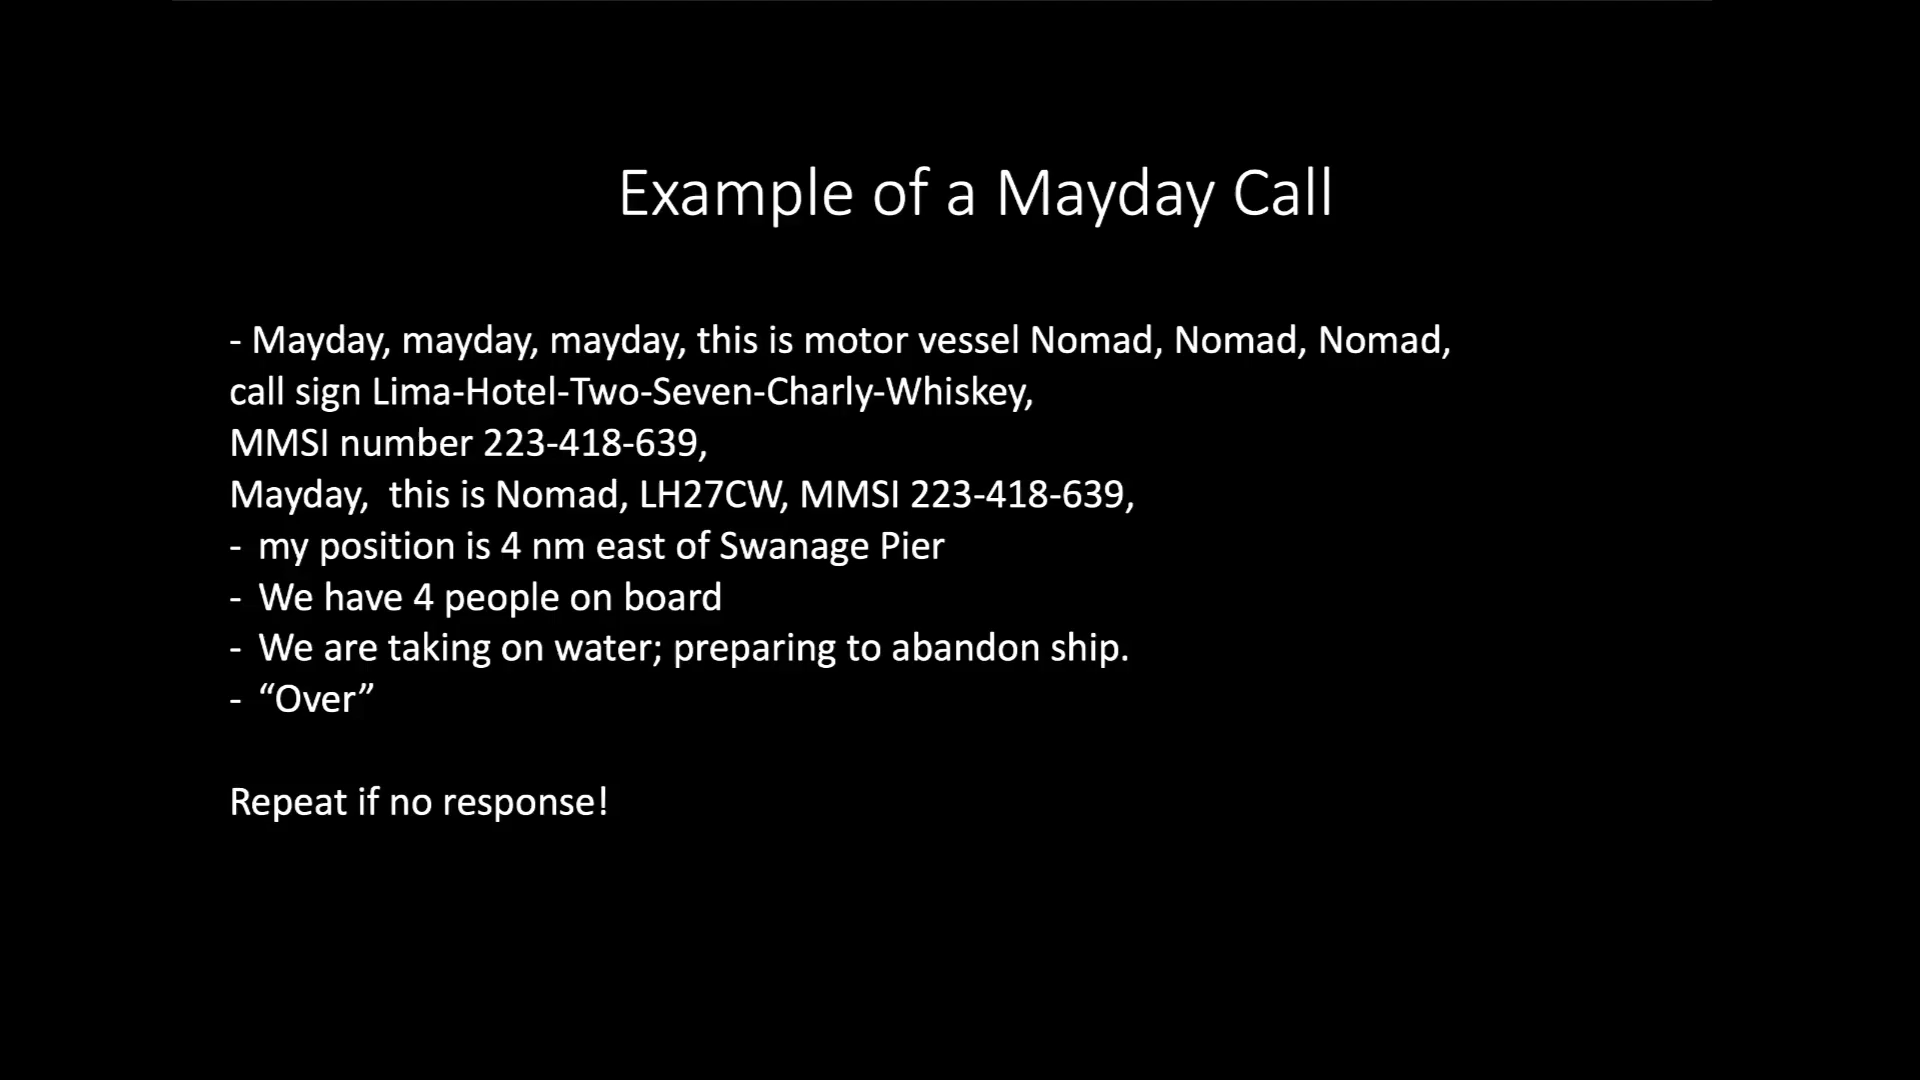 Example of a Mayday Call
- Mayday, mayday, mayday, this is motor vessel Nomad, Nomad, Nomad,
call sign Lima-Hotel-Two-Seven-Charly-Whiskey,
MMSI number 223-418-639,
Mayday,  this is Nomad, LH27CW, MMSI 223-418-639,
- my position is 4 nm east of Swanage Pier
- We have 4 people on board
- We are taking on water; preparing to abandon ship.
- “Over”
Repeat if no response!